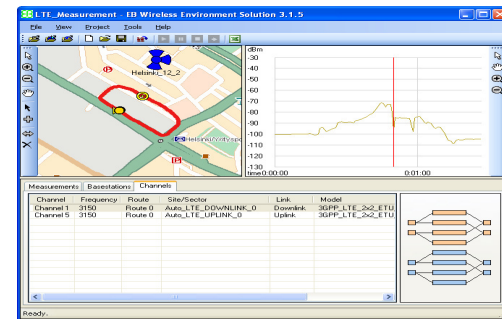 LTE_Measurement - EB Wireless Environment Solution 3.1.5
File View Project Tools Help
dBm
-30
-40
-50
-60
-70
-80
-90
-100
-110
-120
-130
time 0:00:00 0:01:00
Helsinki_12_2
Measurements Basestations Channels
Channel Frequency Route Site/Sector Link Model
Channel 1 3150 Route 0 Auto_LTE_DOWNLINK_0 Downlink 3GPP_LTE_2x2_ETU
Channel 5 3150 Route 0 Auto_LTE_UPLINK_0 Uplink 3GPP_LTE_2x2_ETU
Ready.